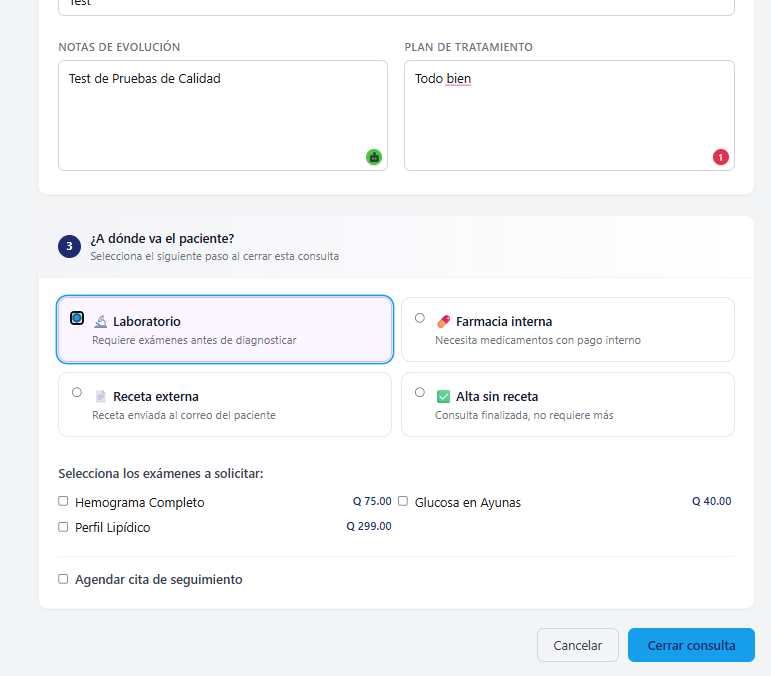 Test
NOTAS DE EVOLUCIÓN
PLAN DE TRATAMIENTO
Test de Pruebas de Calidad
Todo bien
1
3
¿A dónde va el paciente?
Selecciona el siguiente paso al cerrar esta consulta
Laboratorio
Requiere exámenes antes de diagnosticar
Farmacia interna
Necesita medicamentos con pago interno
Receta externa
Receta enviada al correo del paciente
Alta sin receta
Consulta finalizada, no requiere más
Selecciona los exámenes a solicitar:
Hemograma Completo Q 75.00
Glucosa en Ayunas Q 40.00
Perfil Lipídico Q 299.00
Agendar cita de seguimiento
Cancelar
Cerrar consulta